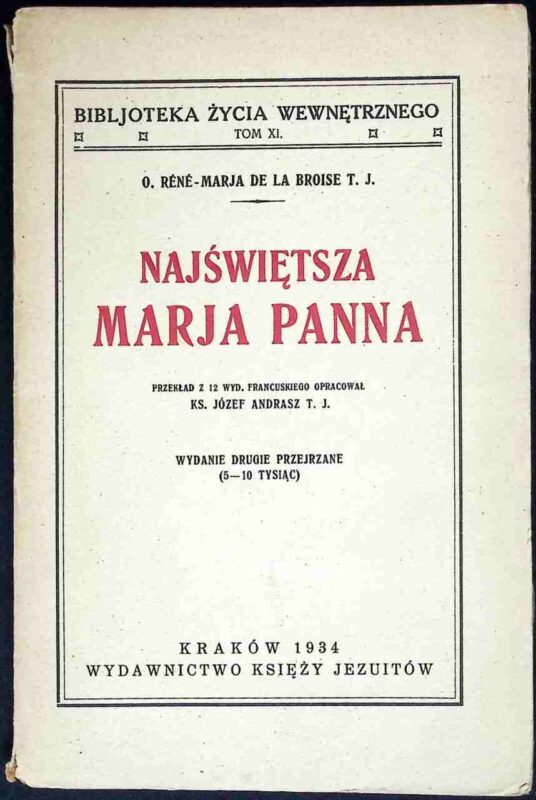 BIBLJOTEKA ŻYCIA WEWNĘTRZNEGO
TOM XI.
O. RÉNÉ-MARJA DE LA BROISE T. J.
NAJŚWIĘTSZA
MARJA PANNA
PRZEKŁAD Z 12 WYD. FRANCUSKIEGO OPRACOWAŁ
KS. JÓZEF ANDRASZ T. J.
WYDANIE DRUGIE PRZEJRZANE
(5—10 TYSIĄC)
KRAKÓW 1934
WYDAWNICTWO KSIĘŻY JEZUITÓW